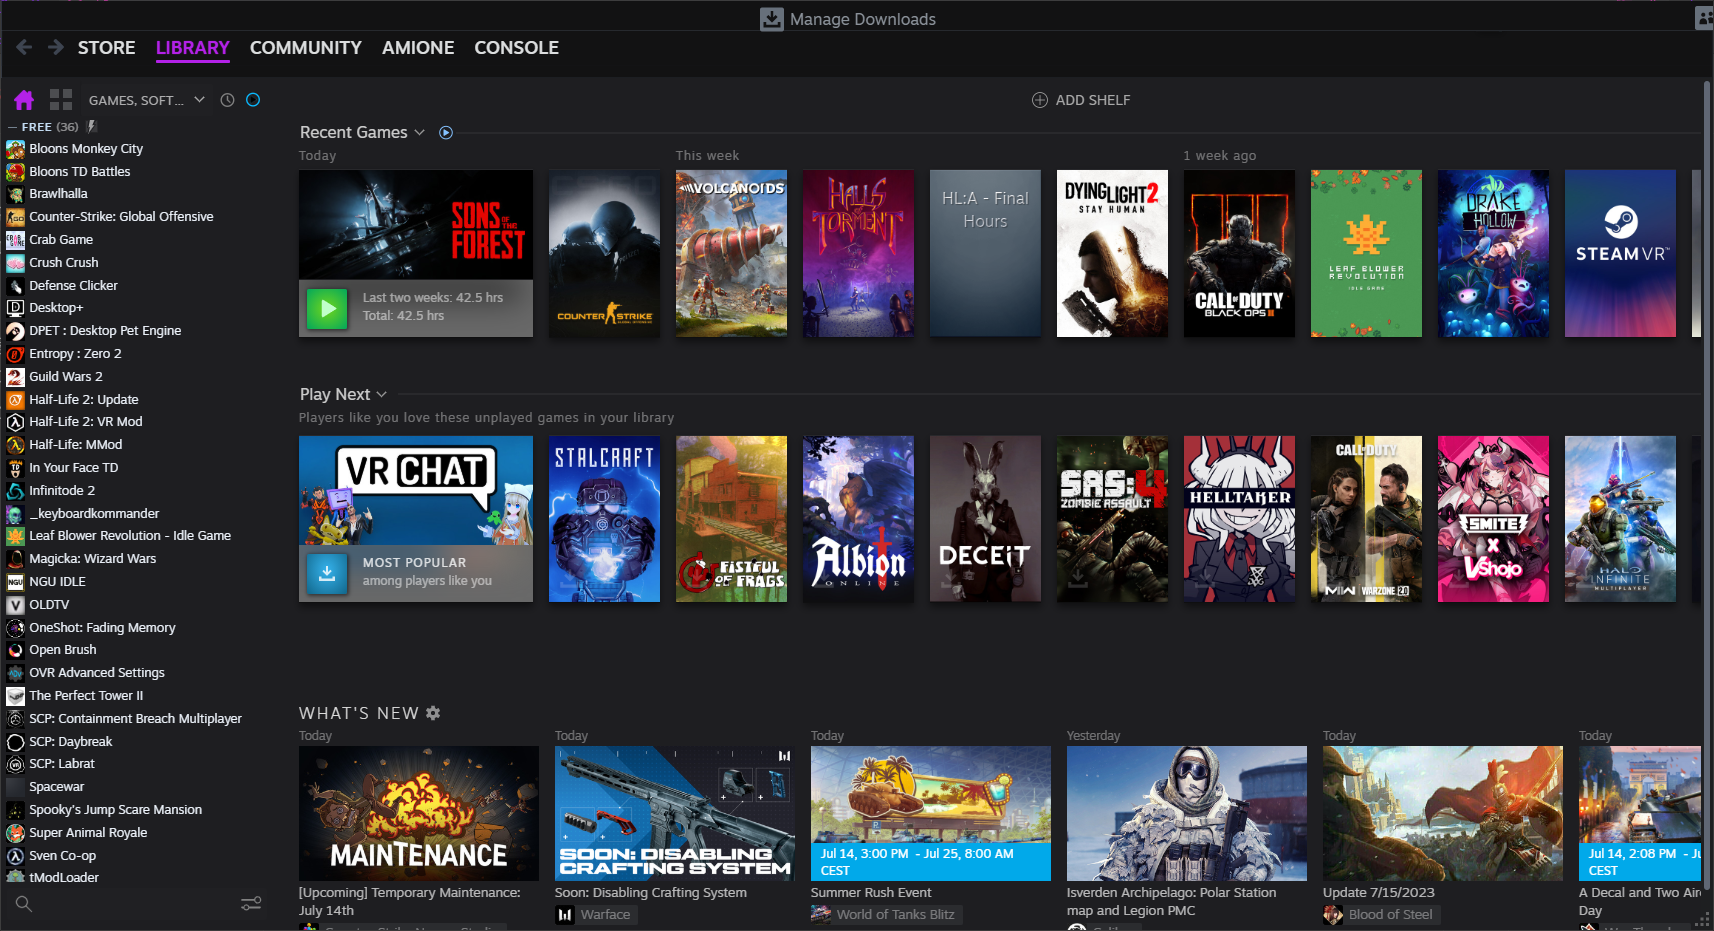 Manage Downloads
STORE LIBRARY COMMUNITY AMIONE CONSOLE
GAMES, SOFT...
ADD SHELF
— FREE (36)
Bloons Monkey City
Bloons TD Battles
Brawlhalla
Counter-Strike: Global Offensive
Crab Game
Crush Crush
Defense Clicker
Desktop+
DPET : Desktop Pet Engine
Entropy : Zero 2
Guild Wars 2
Half-Life 2: Update
Half-Life 2: VR Mod
Half-Life: MMod
In Your Face TD
Infinitode 2
_keyboardkommander
Leaf Blower Revolution - Idle Game
Magicka: Wizard Wars
NGU IDLE
OLDTV
OneShot: Fading Memory
Open Brush
OVR Advanced Settings
The Perfect Tower II
SCP: Containment Breach Multiplayer
SCP: Daybreak
SCP: Labrat
Spacewar
Spooky's Jump Scare Mansion
Super Animal Royale
Sven Co-op
tModLoader
Recent Games
Today
This week
1 week ago
SONS OF THE FOREST
Last two weeks: 42.5 hrs
Total: 42.5 hrs
COUNTER STRIKE
VOLCANOIDS
HALLS OF TORMENT
HL:A - Final
Hours
DYING LIGHT 2
STAY HUMAN
CALL OF DUTY
BLACK OPS III
LEAF BLOWER
REVOLUTION
IDLE GAME
DRAKE
HOLLOW
STEAM VR™
Play Next
Players like you love these unplayed games in your library
VR CHAT
MOST POPULAR
among players like you
STALCRAFT
FISTFUL
OF FRAGS
Albion
ONLINE
DECEIT
SAS:4
ZOMBIE ASSAULT
HELLTAKER
CALL OF DUTY
MW WARZONE 2.0
SMITE
X
VShojo
HALO
INFINITE
MULTIPLAYER
WHAT'S NEW
Today
MAINTENANCE
[Upcoming] Temporary Maintenance:
July 14th
Today
SOON: DISABLING
CRAFTING SYSTEM
Soon: Disabling Crafting System
Warface
Today
Jul 14, 3:00 PM - Jul 25, 8:00 AM
CEST
Summer Rush Event
World of Tanks Blitz
Yesterday
Isverden Archipelago: Polar Station
map and Legion PMC
Today
Update 7/15/2023
Blood of Steel
Today
Jul 14, 2:08 PM - Ju
CEST
A Decal and Two Air
Day